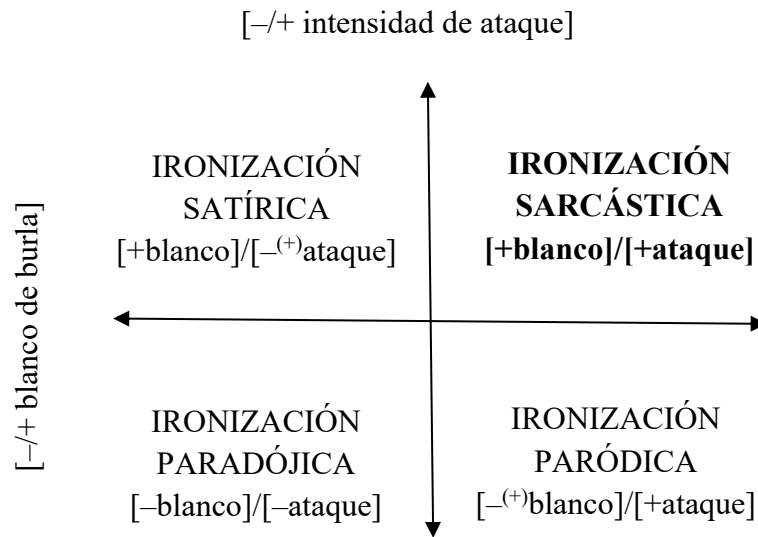 [–/+ intensidad de ataque]
[–/+ blanco de burla]
IRONIZACIÓN
SATÍRICA
[+blanco]/[–(+)ataque]
IRONIZACIÓN
SARCÁSTICA
[+blanco]/[+ataque]
IRONIZACIÓN
PARADÓJICA
[–blanco]/[–ataque]
IRONIZACIÓN
PARÓDICA
[–(+)blanco]/[+ataque]